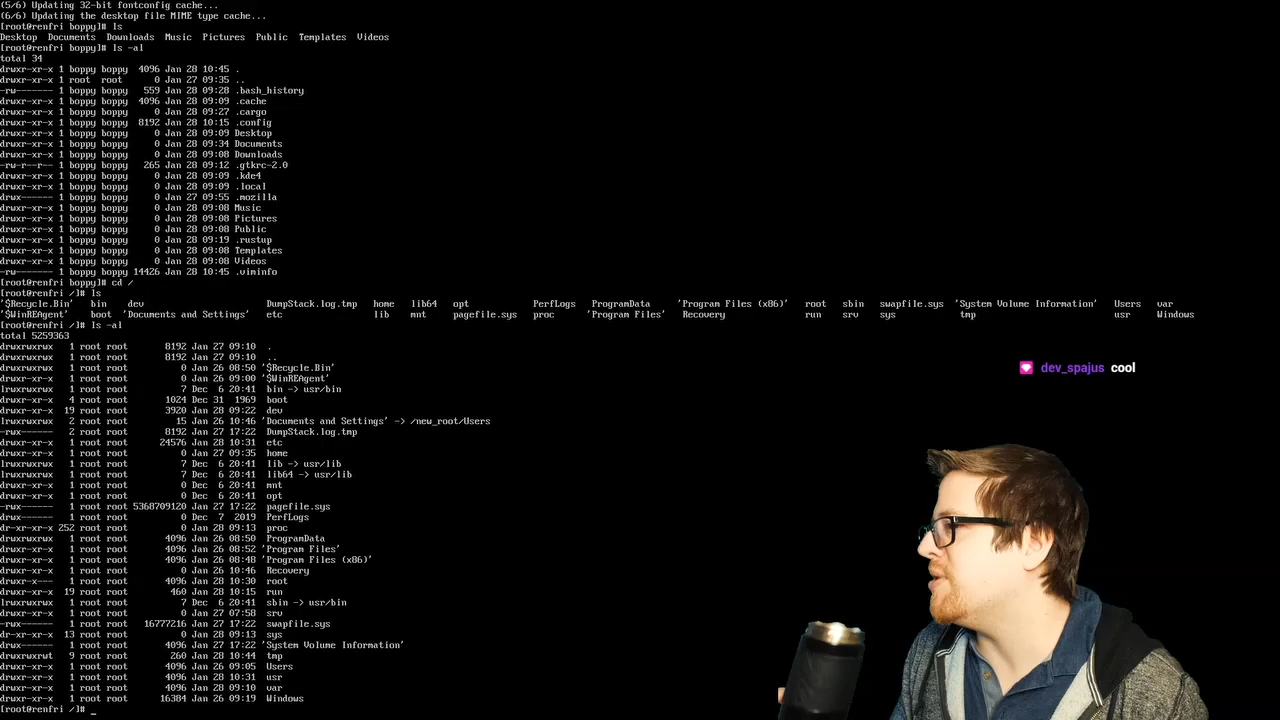 (5/6) Updating 32-bit fontconfig cache...
(6/6) Updating the desktop file MIME type cache...
[root@renfri boppy]# ls
Desktop  Documents  Downloads  Music  Pictures  Public  Templates  Videos
[root@renfri boppy]# ls -al
total 34
drwxr-xr-x 1 boppy boppy  4096 Jan 28 10:45 .
drwxr-xr-x 1 root  root      0 Jan 27 09:35 ..
-rw------- 1 boppy boppy   559 Jan 28 09:28 .bash_history
drwxr-xr-x 1 boppy boppy  4096 Jan 28 09:09 .cache
drwxr-xr-x 1 boppy boppy     0 Jan 28 09:27 .cargo
drwxr-xr-x 1 boppy boppy  8192 Jan 28 10:15 .config
drwxr-xr-x 1 boppy boppy     0 Jan 28 09:09 Desktop
drwxr-xr-x 1 boppy boppy     0 Jan 28 09:34 Documents
drwxr-xr-x 1 boppy boppy     0 Jan 28 09:08 Downloads
-rw-r--r-- 1 boppy boppy   265 Jan 28 09:12 .gtkrc-2.0
drwxr-xr-x 1 boppy boppy     0 Jan 28 09:09 .kde4
drwxr-xr-x 1 boppy boppy     0 Jan 28 09:09 .local
drwx------ 1 boppy boppy     0 Jan 27 09:55 .mozilla
drwxr-xr-x 1 boppy boppy     0 Jan 28 09:08 Music
drwxr-xr-x 1 boppy boppy     0 Jan 28 09:08 Pictures
drwxr-xr-x 1 boppy boppy     0 Jan 28 09:08 Public
drwxr-xr-x 1 boppy boppy     0 Jan 28 09:19 .rustup
drwxr-xr-x 1 boppy boppy     0 Jan 28 09:08 Templates
drwxr-xr-x 1 boppy boppy     0 Jan 28 09:08 Videos
-rw------- 1 boppy boppy 14426 Jan 28 10:45 .viminfo
[root@renfri boppy]# cd /
[root@renfri /]# ls
'$Recycle.Bin'  bin  dev  DumpStack.log.tmp  home  lib64  opt  PerfLogs  ProgramData  'Program Files (x86)'  root  sbin  swapfile.sys  'System Volume Information'  Users  var
'$WinREAgent'  boot  'Documents and Settings'  etc  lib  mnt  pagefile.sys  proc  'Program Files'  Recovery  run  srv  sys  tmp  usr  Windows
[root@renfri /]# ls -al
total 5259363
drwxrwxrwx   1 root root       8192 Jan 27 09:10  .
drwxrwxrwx   1 root root       8192 Jan 27 09:10  ..
drwxrwxrwx   1 root root          0 Jan 26 08:50 '$Recycle.Bin'
drwxr-xr-x   1 root root          0 Jan 26 09:00 '$WinREAgent'
lrwxrwxrwx   1 root root          7 Dec  6 20:41  bin -> usr/bin
drwxr-xr-x   4 root root       1024 Dec 31  1969  boot
drwxr-xr-x  19 root root       3920 Jan 28 09:22  dev
lrwxrwxrwx   2 root root         15 Jan 26 10:46 'Documents and Settings' -> /new_root/Users
-rwx------   2 root root       8192 Jan 27 17:22  DumpStack.log.tmp
drwxr-xr-x   1 root root      24576 Jan 28 10:31  etc
drwxr-xr-x   1 root root          0 Jan 27 09:35  home
lrwxrwxrwx   1 root root          7 Dec  6 20:41  lib -> usr/lib
lrwxrwxrwx   1 root root          7 Dec  6 20:41  lib64 -> usr/lib
drwxr-xr-x   1 root root          0 Dec  6 20:41  mnt
drwxr-xr-x   1 root root          0 Dec  6 20:41  opt
-rwx------   1 root root 5368709120 Jan 27 17:22  pagefile.sys
drwx------   1 root root          0 Dec  7  2019  PerfLogs
dr-xr-xr-x 252 root root          0 Jan 28 09:13  proc
drwxrwxrwx   1 root root       4096 Jan 26 08:50  ProgramData
drwxr-xr-x   1 root root       4096 Jan 26 08:52 'Program Files'
drwxr-xr-x   1 root root       4096 Jan 26 08:48 'Program Files (x86)'
drwxr-xr-x   1 root root          0 Jan 26 10:46  Recovery
drwxr-x---   1 root root       4096 Jan 28 10:30  root
drwxr-xr-x  19 root root        460 Jan 28 10:15  run
lrwxrwxrwx   1 root root          7 Dec  6 20:41  sbin -> usr/bin
drwxr-xr-x   1 root root          0 Jan 27 07:58  srv
-rwx------   1 root root   16777216 Jan 27 17:22  swapfile.sys
dr-xr-xr-x  13 root root          0 Jan 28 09:13  sys
drwx------   1 root root       4096 Jan 27 17:22 'System Volume Information'
drwxrwxrwt   9 root root        260 Jan 28 10:44  tmp
drwxr-xr-x   1 root root       4096 Jan 26 09:05  Users
drwxr-xr-x   1 root root       4096 Jan 28 10:31  usr
drwxr-xr-x   1 root root       4096 Jan 28 09:10  var
drwxr-xr-x   1 root root      16384 Jan 26 09:19  Windows
[root@renfri /]# _
dev_spajus cool